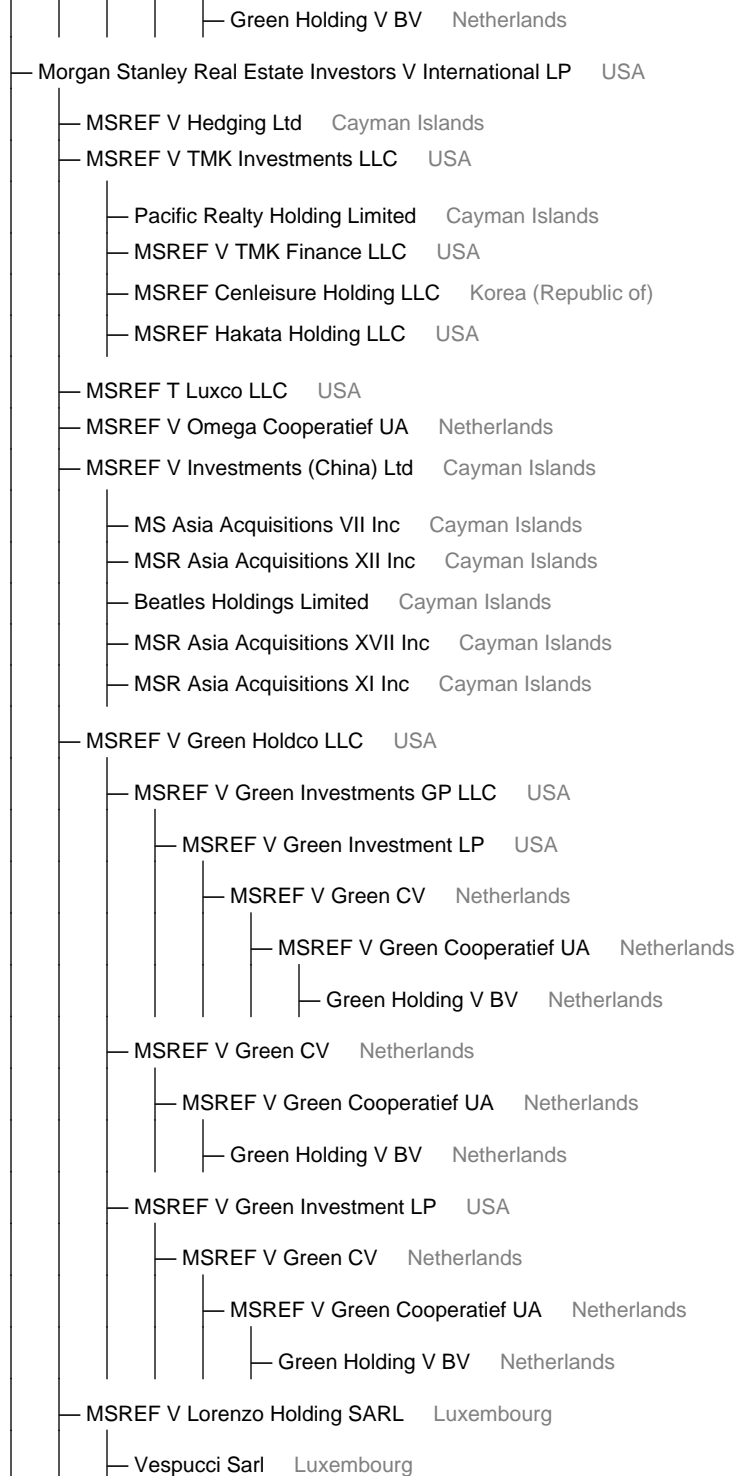 Green Holding V BV Netherlands
Morgan Stanley Real Estate Investors V International LP USA
MSREF V Hedging Ltd Cayman Islands
MSREF V TMK Investments LLC USA
Pacific Realty Holding Limited Cayman Islands
MSREF V TMK Finance LLC USA
MSREF Cenleisure Holding LLC Korea (Republic of)
MSREF Hakata Holding LLC USA
MSREF T Luxco LLC USA
MSREF V Omega Cooperatief UA Netherlands
MSREF V Investments (China) Ltd Cayman Islands
MS Asia Acquisitions VII Inc Cayman Islands
MSR Asia Acquisitions XII Inc Cayman Islands
Beatles Holdings Limited Cayman Islands
MSR Asia Acquisitions XVII Inc Cayman Islands
MSR Asia Acquisitions XI Inc Cayman Islands
MSREF V Green Holdco LLC USA
MSREF V Green Investments GP LLC USA
MSREF V Green Investment LP USA
MSREF V Green CV Netherlands
MSREF V Green Cooperatief UA Netherlands
Green Holding V BV Netherlands
MSREF V Green CV Netherlands
MSREF V Green Cooperatief UA Netherlands
Green Holding V BV Netherlands
MSREF V Green Investment LP USA
MSREF V Green CV Netherlands
MSREF V Green Cooperatief UA Netherlands
Green Holding V BV Netherlands
MSREF V Lorenzo Holding SARL Luxembourg
Vespucci Sarl Luxembourg